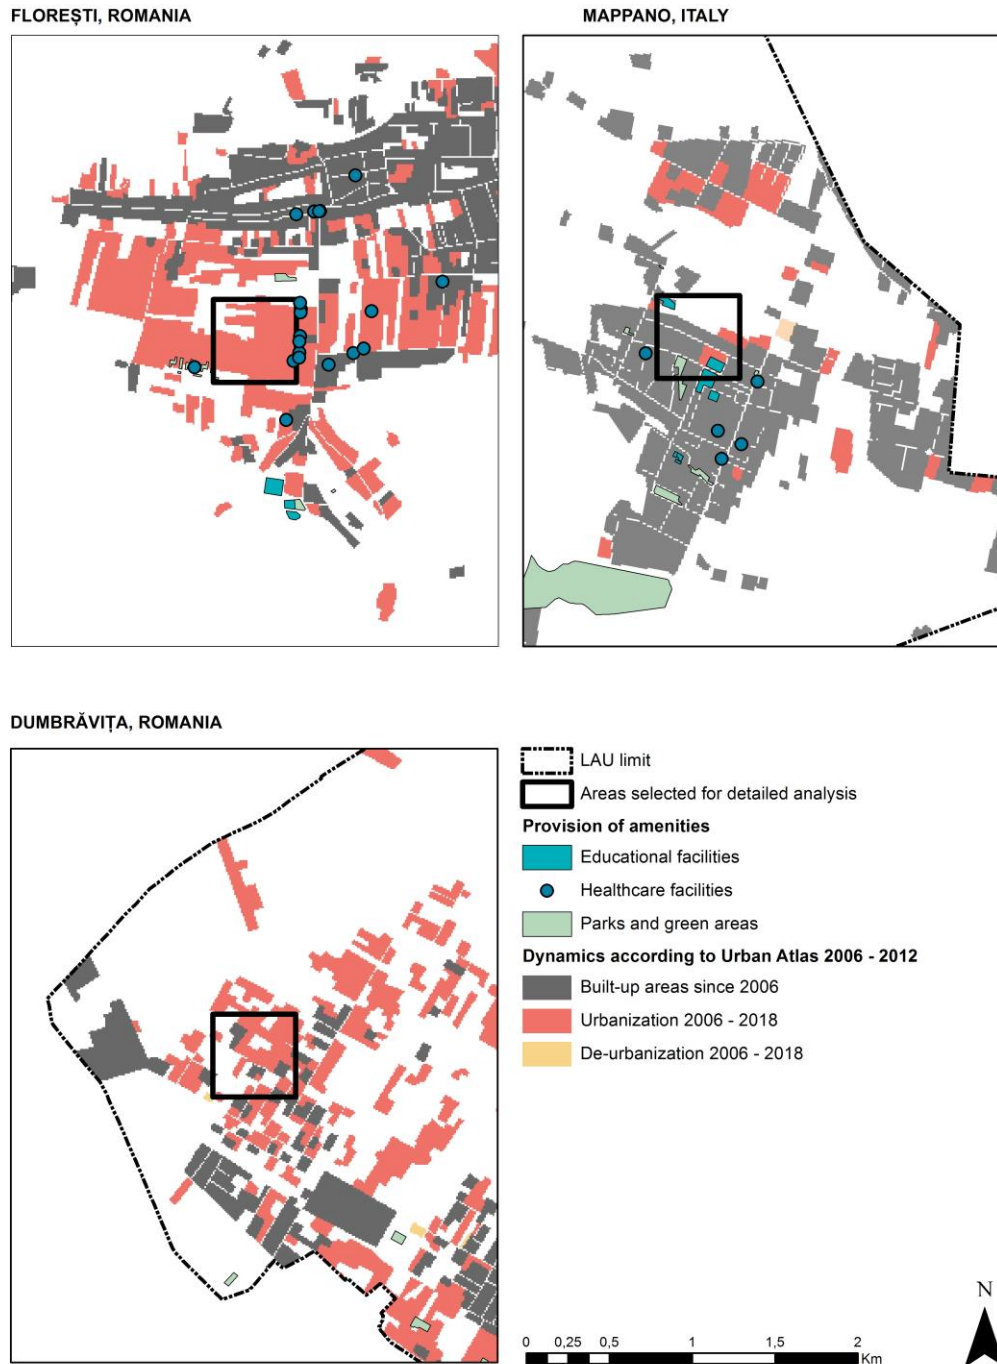 FLOREȘTI, ROMANIA
MAPPANO, ITALY
DUMBRĂVIȚA, ROMANIA
LAU limit
Areas selected for detailed analysis
Provision of amenities
Educational facilities
Healthcare facilities
Parks and green areas
Dynamics according to Urban Atlas 2006 - 2012
Built-up areas since 2006
Urbanization 2006 - 2018
De-urbanization 2006 - 2018
N
0 0,25 0,5 1 1,5 2
Km